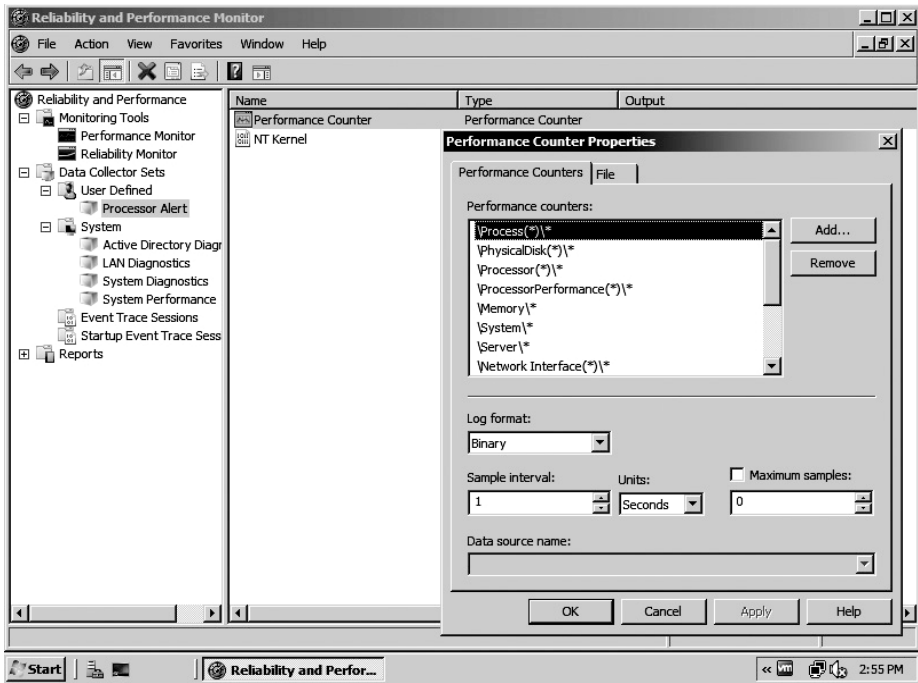 Reliability and Performance Monitor
File Action View Favorites Window Help
Reliability and Performance
Monitoring Tools
Performance Monitor
Reliability Monitor
Data Collector Sets
User Defined
Processor Alert
System
Active Directory Diagr
LAN Diagnostics
System Diagnostics
System Performance
Event Trace Sessions
Startup Event Trace Sess
Reports
Name Type Output
Performance Counter Performance Counter
NT Kernel
Performance Counter Properties
Performance Counters File
Performance counters:
\Process(*)\*
\PhysicalDisk(*)\*
\Processor(*)\*
\ProcessorPerformance(*)\*
\Memory\*
\System\*
\Server\*
\Network Interface(*)\*
Add...
Remove
Log format:
Binary
Sample interval: Units: Maximum samples:
1 Seconds 0
Data source name:
OK Cancel Apply Help
Start Reliability and Perfor... « 2:55 PM